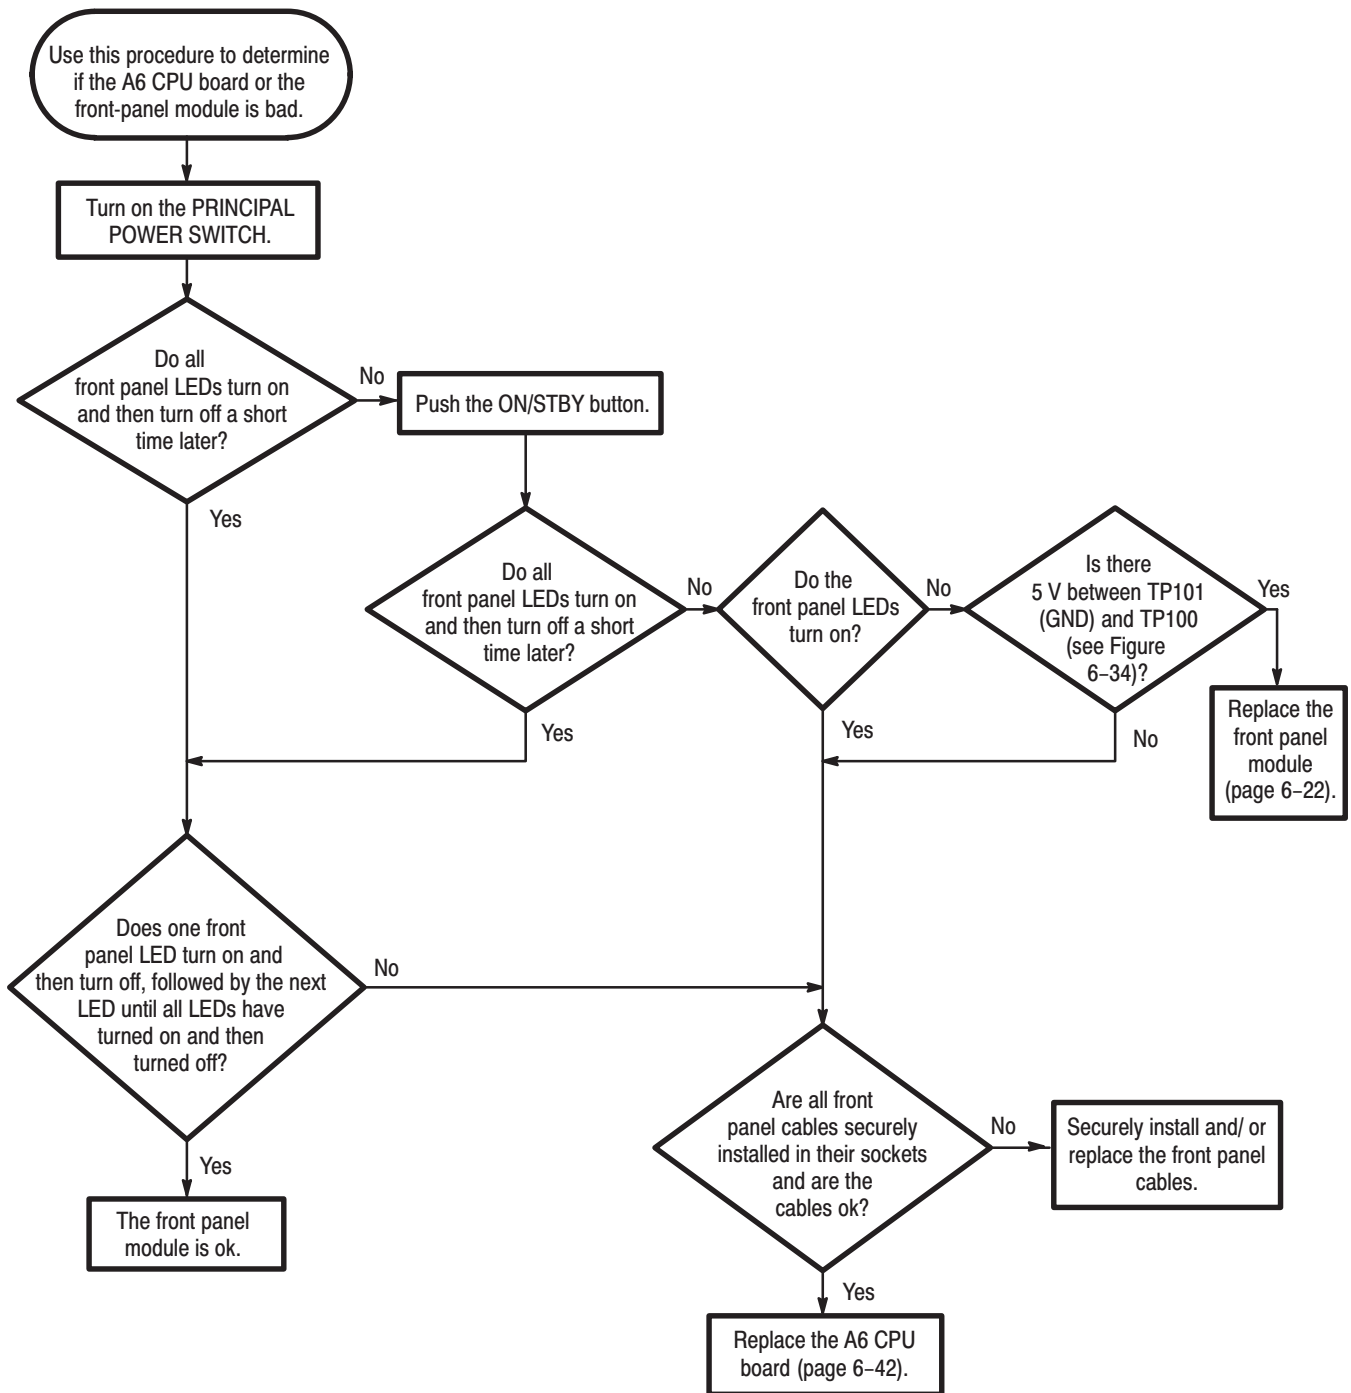 Use this procedure to determine
if the A6 CPU board or the
front-panel module is bad.
Turn on the PRINCIPAL
POWER SWITCH.
Do all
front panel LEDs turn on
and then turn off a short
time later?
No
Push the ON/STBY button.
Yes
Do all
front panel LEDs turn on
and then turn off a short
time later?
No
Do the
front panel LEDs
turn on?
No
Is there
5 V between TP101
(GND) and TP100
(see Figure
6–34)?
Yes
Replace the
front panel
module
(page 6–22).
Yes
Yes
No
Does one front
panel LED turn on and
then turn off, followed by the next
LED until all LEDs have
turned on and then
turned off?
No
Yes
The front panel
module is ok.
Are all front
panel cables securely
installed in their sockets
and are the
cables ok?
No
Securely install and/ or
replace the front panel
cables.
Yes
Replace the A6 CPU
board (page 6–42).